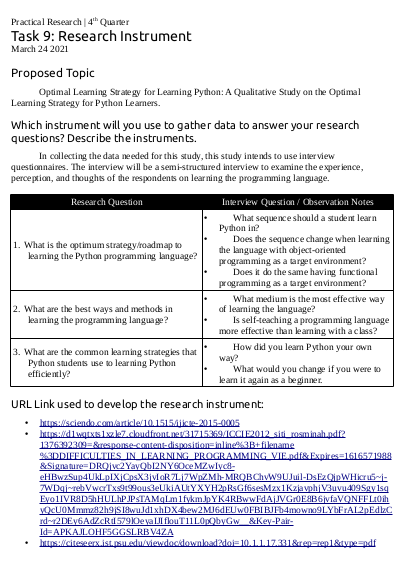 Practical Research | 4th Quarter
Task 9: Research Instrument
March 24 2021
Proposed Topic
Optimal Learning Strategy for Learning Python: A Qualitative Study on the Optimal
Learning Strategy for Python Learners.
Which instrument will you use to gather data to answer your research
questions? Describe the instruments.
In collecting the data needed for this study, this study intends to use interview
questionnaires. The interview will be a semi-structured interview to examine the experience,
perception, and thoughts of the respondents on learning the programming language.
Research Question
Interview Question / Observation Notes
1. What is the optimum strategy/roadmap to
learning the Python programming language?
• What sequence should a student learn
Python in?
• Does the sequence change when learning
the language with object-oriented
programming as a target environment?
• Does it do the same having functional
programming as a target environment?
2. What are the best ways and methods in
learning the programming language?
• What medium is the most effective way
of learning the language?
• Is self-teaching a programming language
more effective than learning with a class?
3. What are the common learning strategies that
Python students use to learning Python
efficiently?
• How did you learn Python your own
way?
• What would you change if you were to
learn it again as a beginner.
URL Link used to develop the research instrument:
• https://sciendo.com/article/10.1515/ijicte-2015-0005
• https://d1wqtxts1xzle7.cloudfront.net/31715369/ICCIE2012_siti_rosminah.pdf?
1376392309=&response-content-disposition=inline%3B+filename
%3DDIFFICULTIES_IN_LEARNING_PROGRAMMING_VIE.pdf&Expires=1616571988
Id=APKAJLOHF5GGSLRBV4ZA
• https://citeseerx.ist.psu.edu/viewdoc/download?doi=10.1.1.17.331&rep=rep1&type=pdf